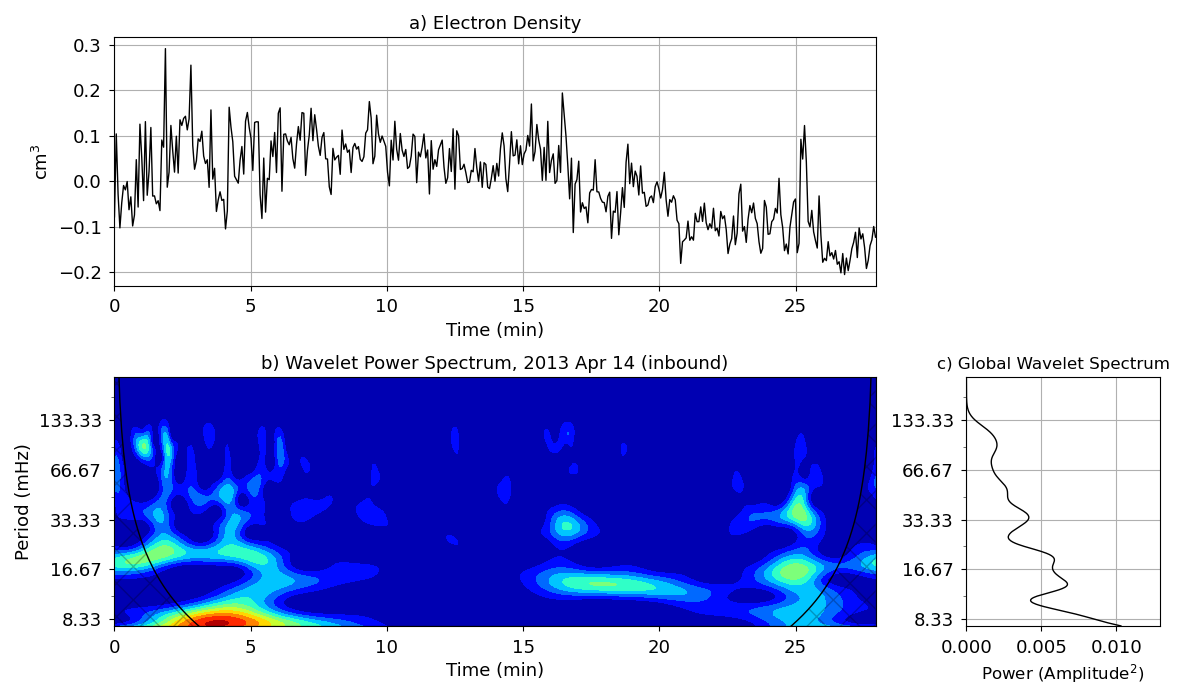 a) Electron Density
0.3
0.2
0.1
0.0
−0.1
−0.2
cm³
0 5 10 15 20 25
Time (min)
b) Wavelet Power Spectrum, 2013 Apr 14 (inbound)
133.33
66.67
33.33
16.67
8.33
Period (mHz)
0 5 10 15 20 25
Time (min)
c) Global Wavelet Spectrum
133.33
66.67
33.33
16.67
8.33
0.000 0.005 0.010
Power (Amplitude²)